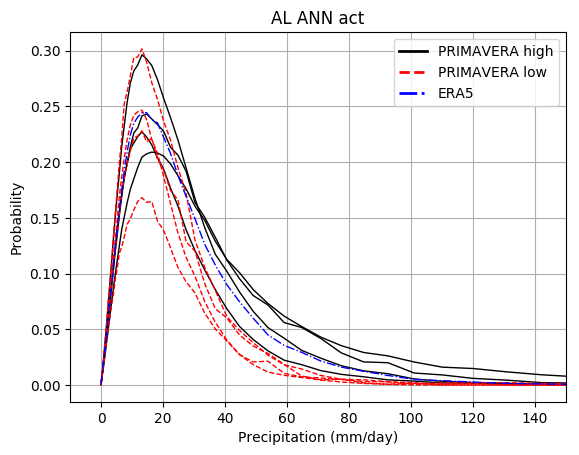 AL ANN act
PRIMAVERA high
PRIMAVERA low
ERA5
Probability
0.30
0.25
0.20
0.15
0.10
0.05
0.00
0 20 40 60 80 100 120 140
Precipitation (mm/day)